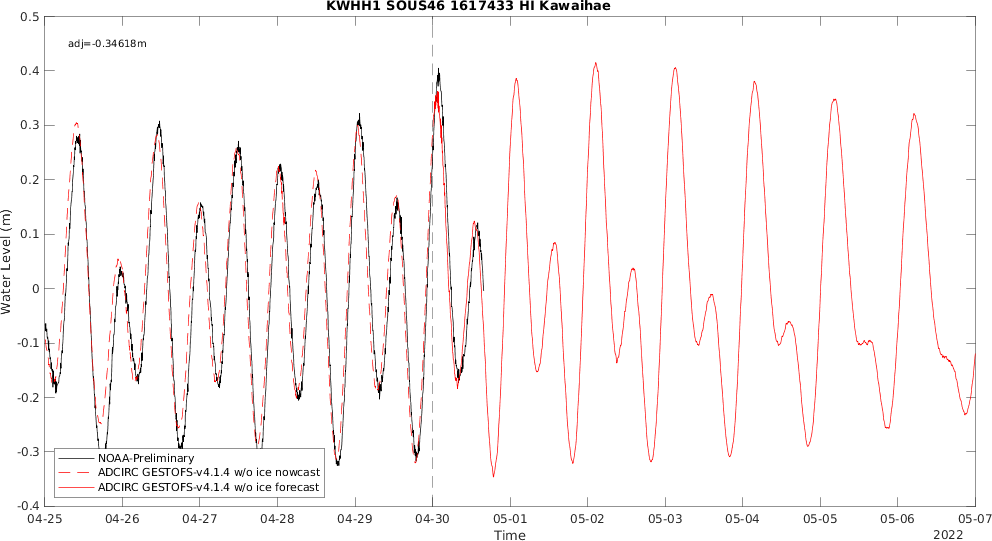 KWHH1 SOUS46 1617433 HI Kawaihae
adj=-0.34618m
0.5
0.4
0.3
0.2
0.1
0
-0.1
-0.2
-0.3
-0.4
Water Level (m)
NOAA-Preliminary
ADCIRC GESTOFS-v4.1.4 w/o ice nowcast
ADCIRC GESTOFS-v4.1.4 w/o ice forecast
04-25 04-26 04-27 04-28 04-29 04-30 05-01 05-02 05-03 05-04 05-05 05-06 05-07
Time
2022